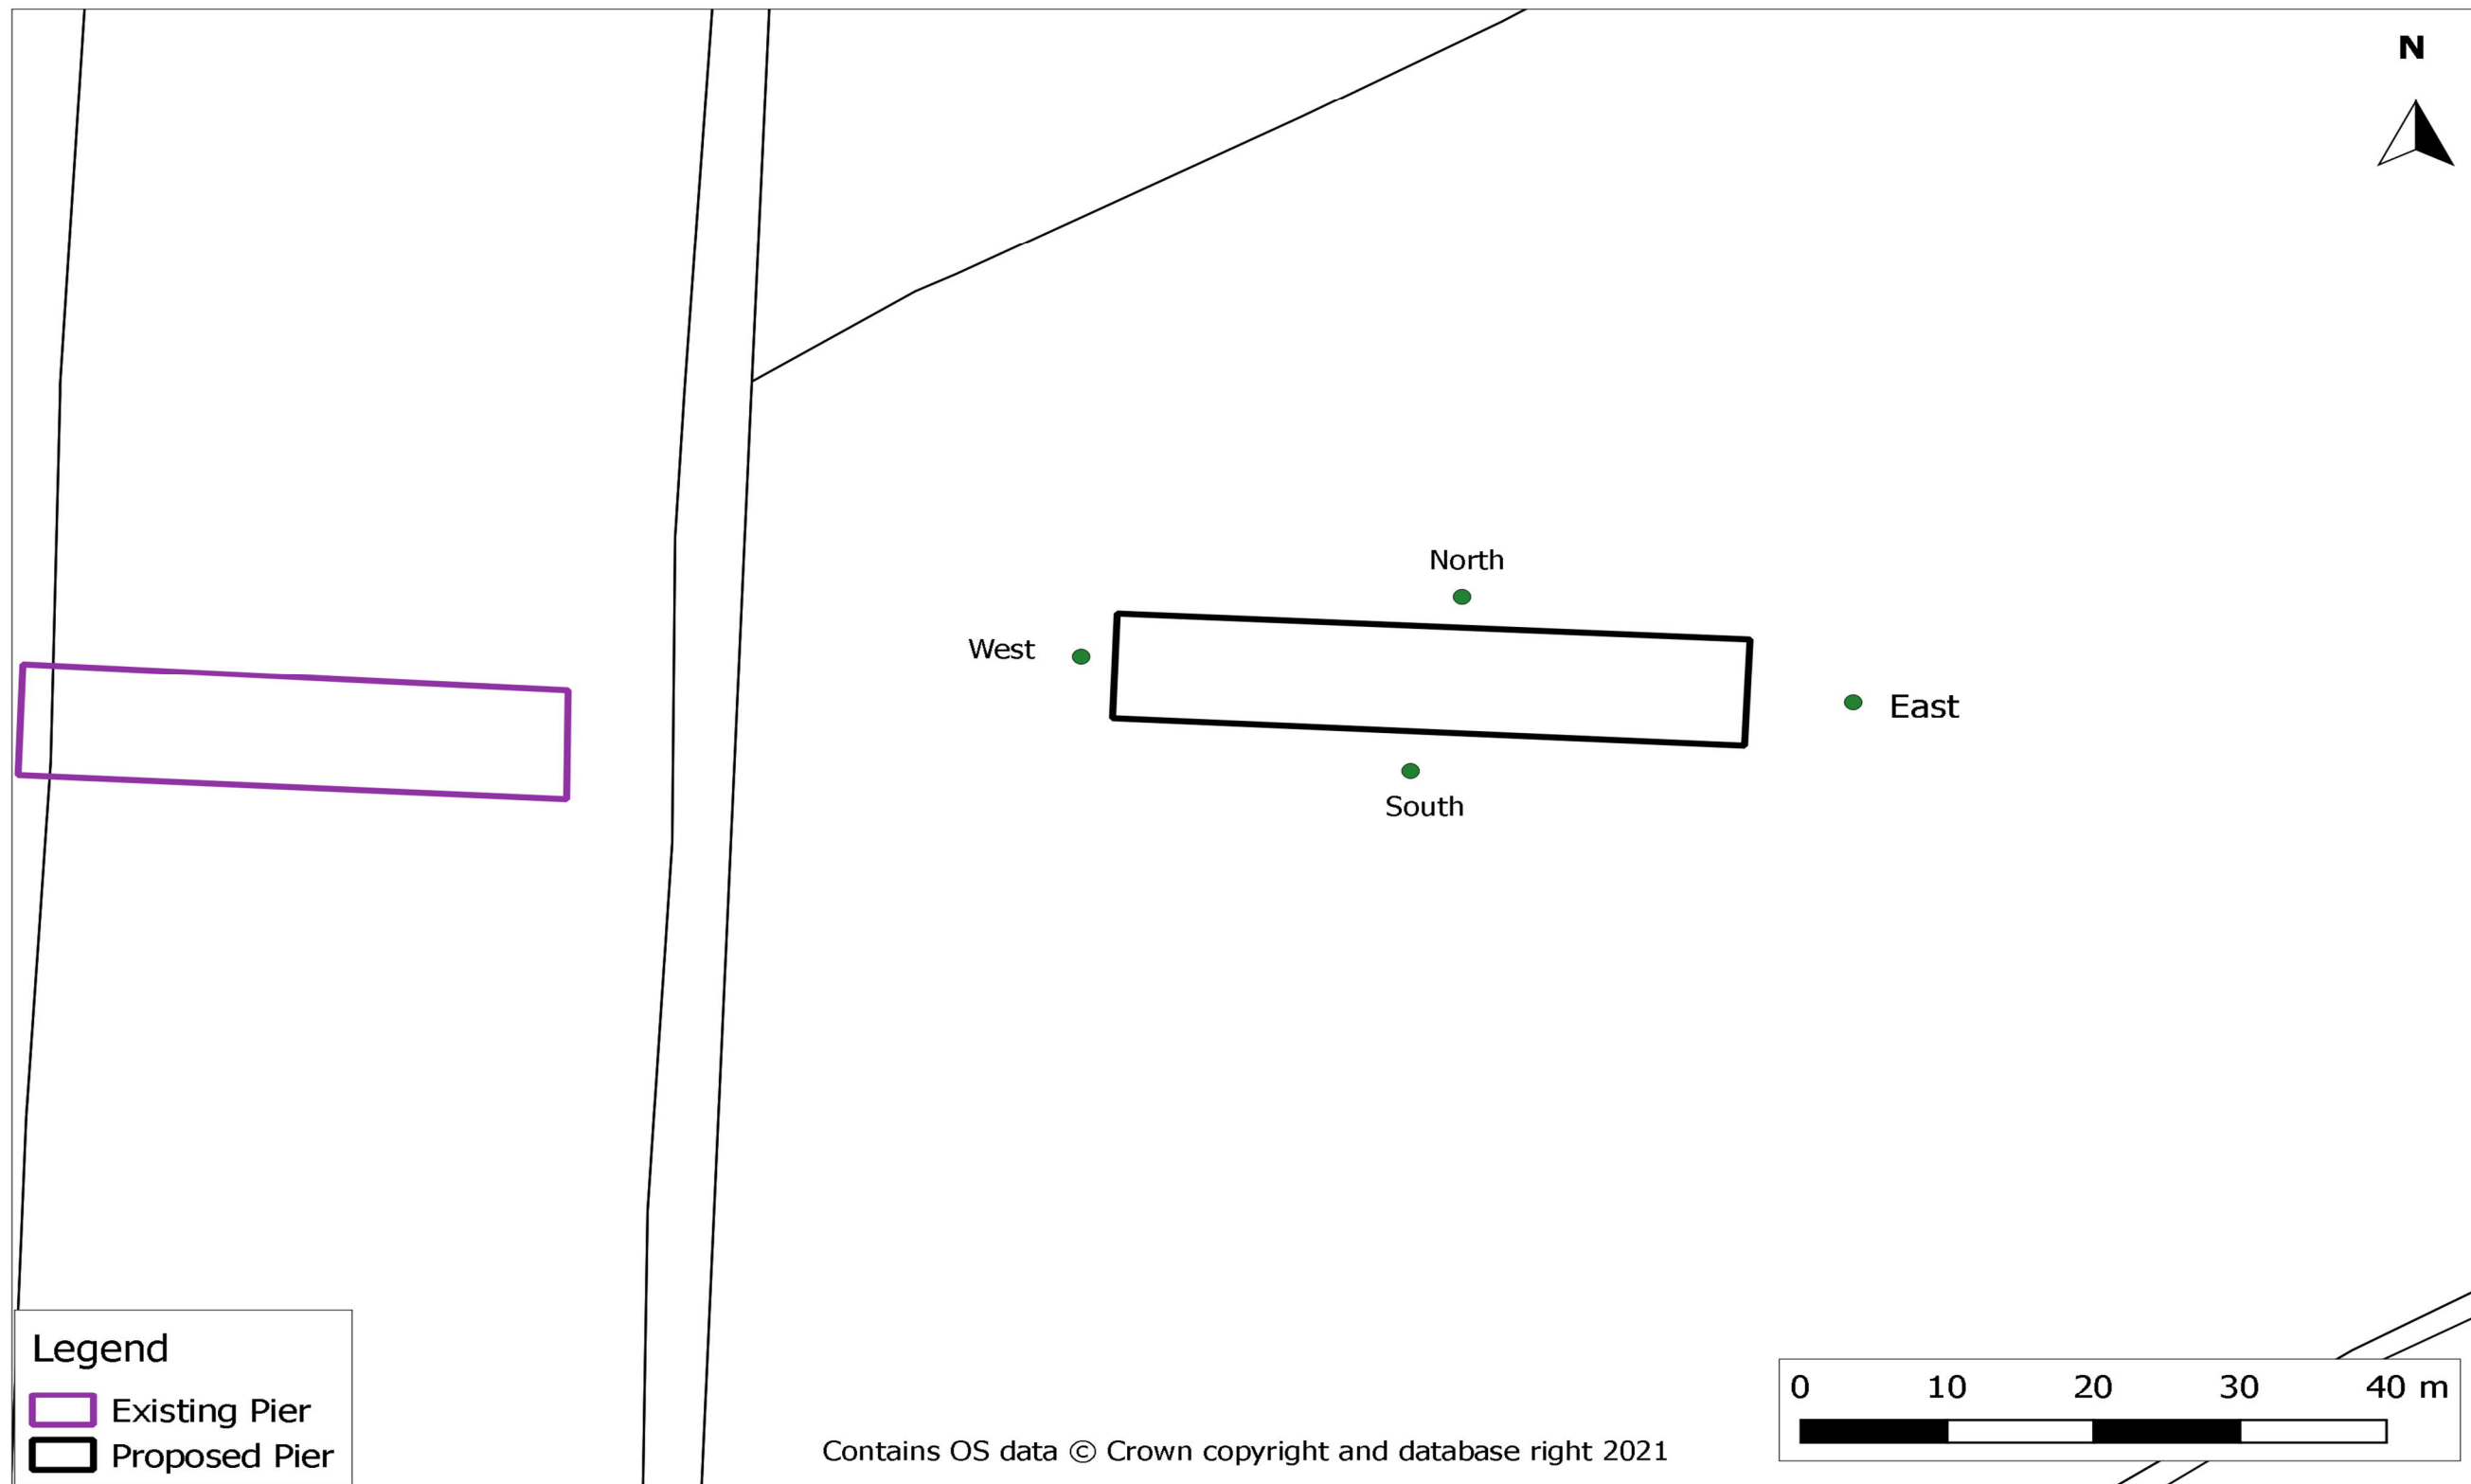 N
North
West
East
South
Legend
Existing Pier
Proposed Pier
0 10 20 30 40 m
Contains OS data © Crown copyright and database right 2021